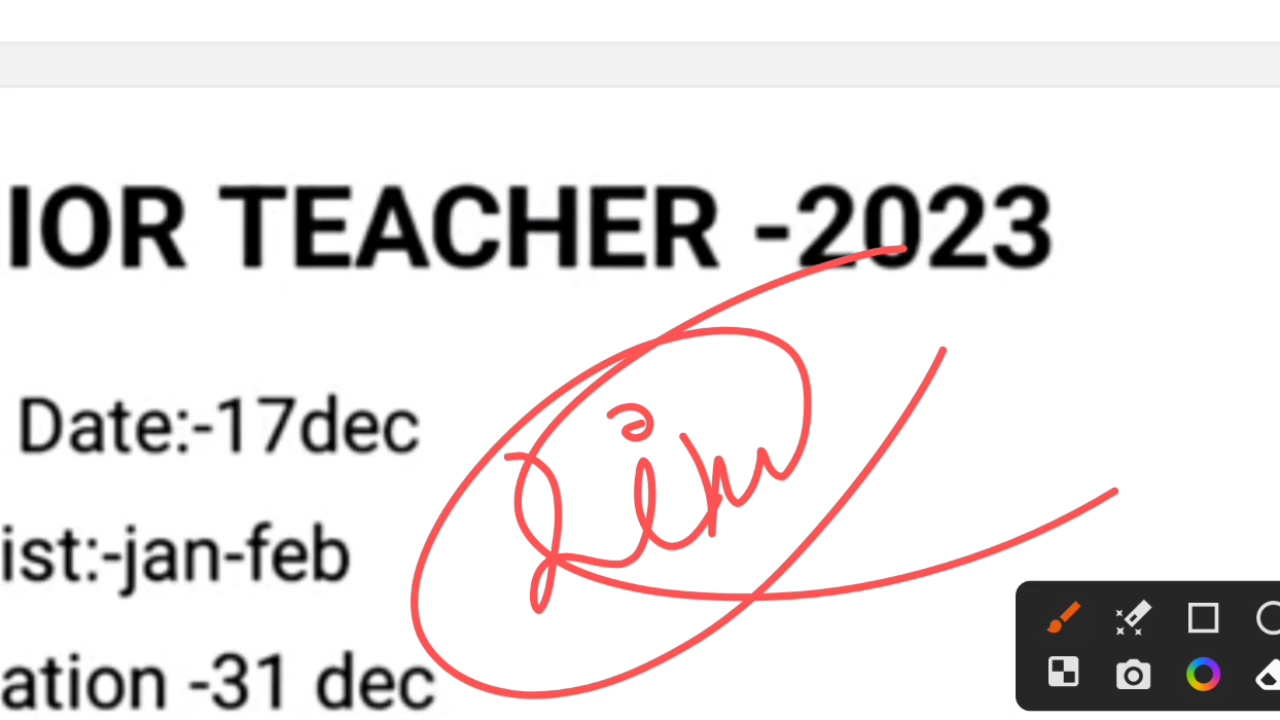 IOR TEACHER -2023
Date:-17dec
ist:-jan-feb
ation -31 dec